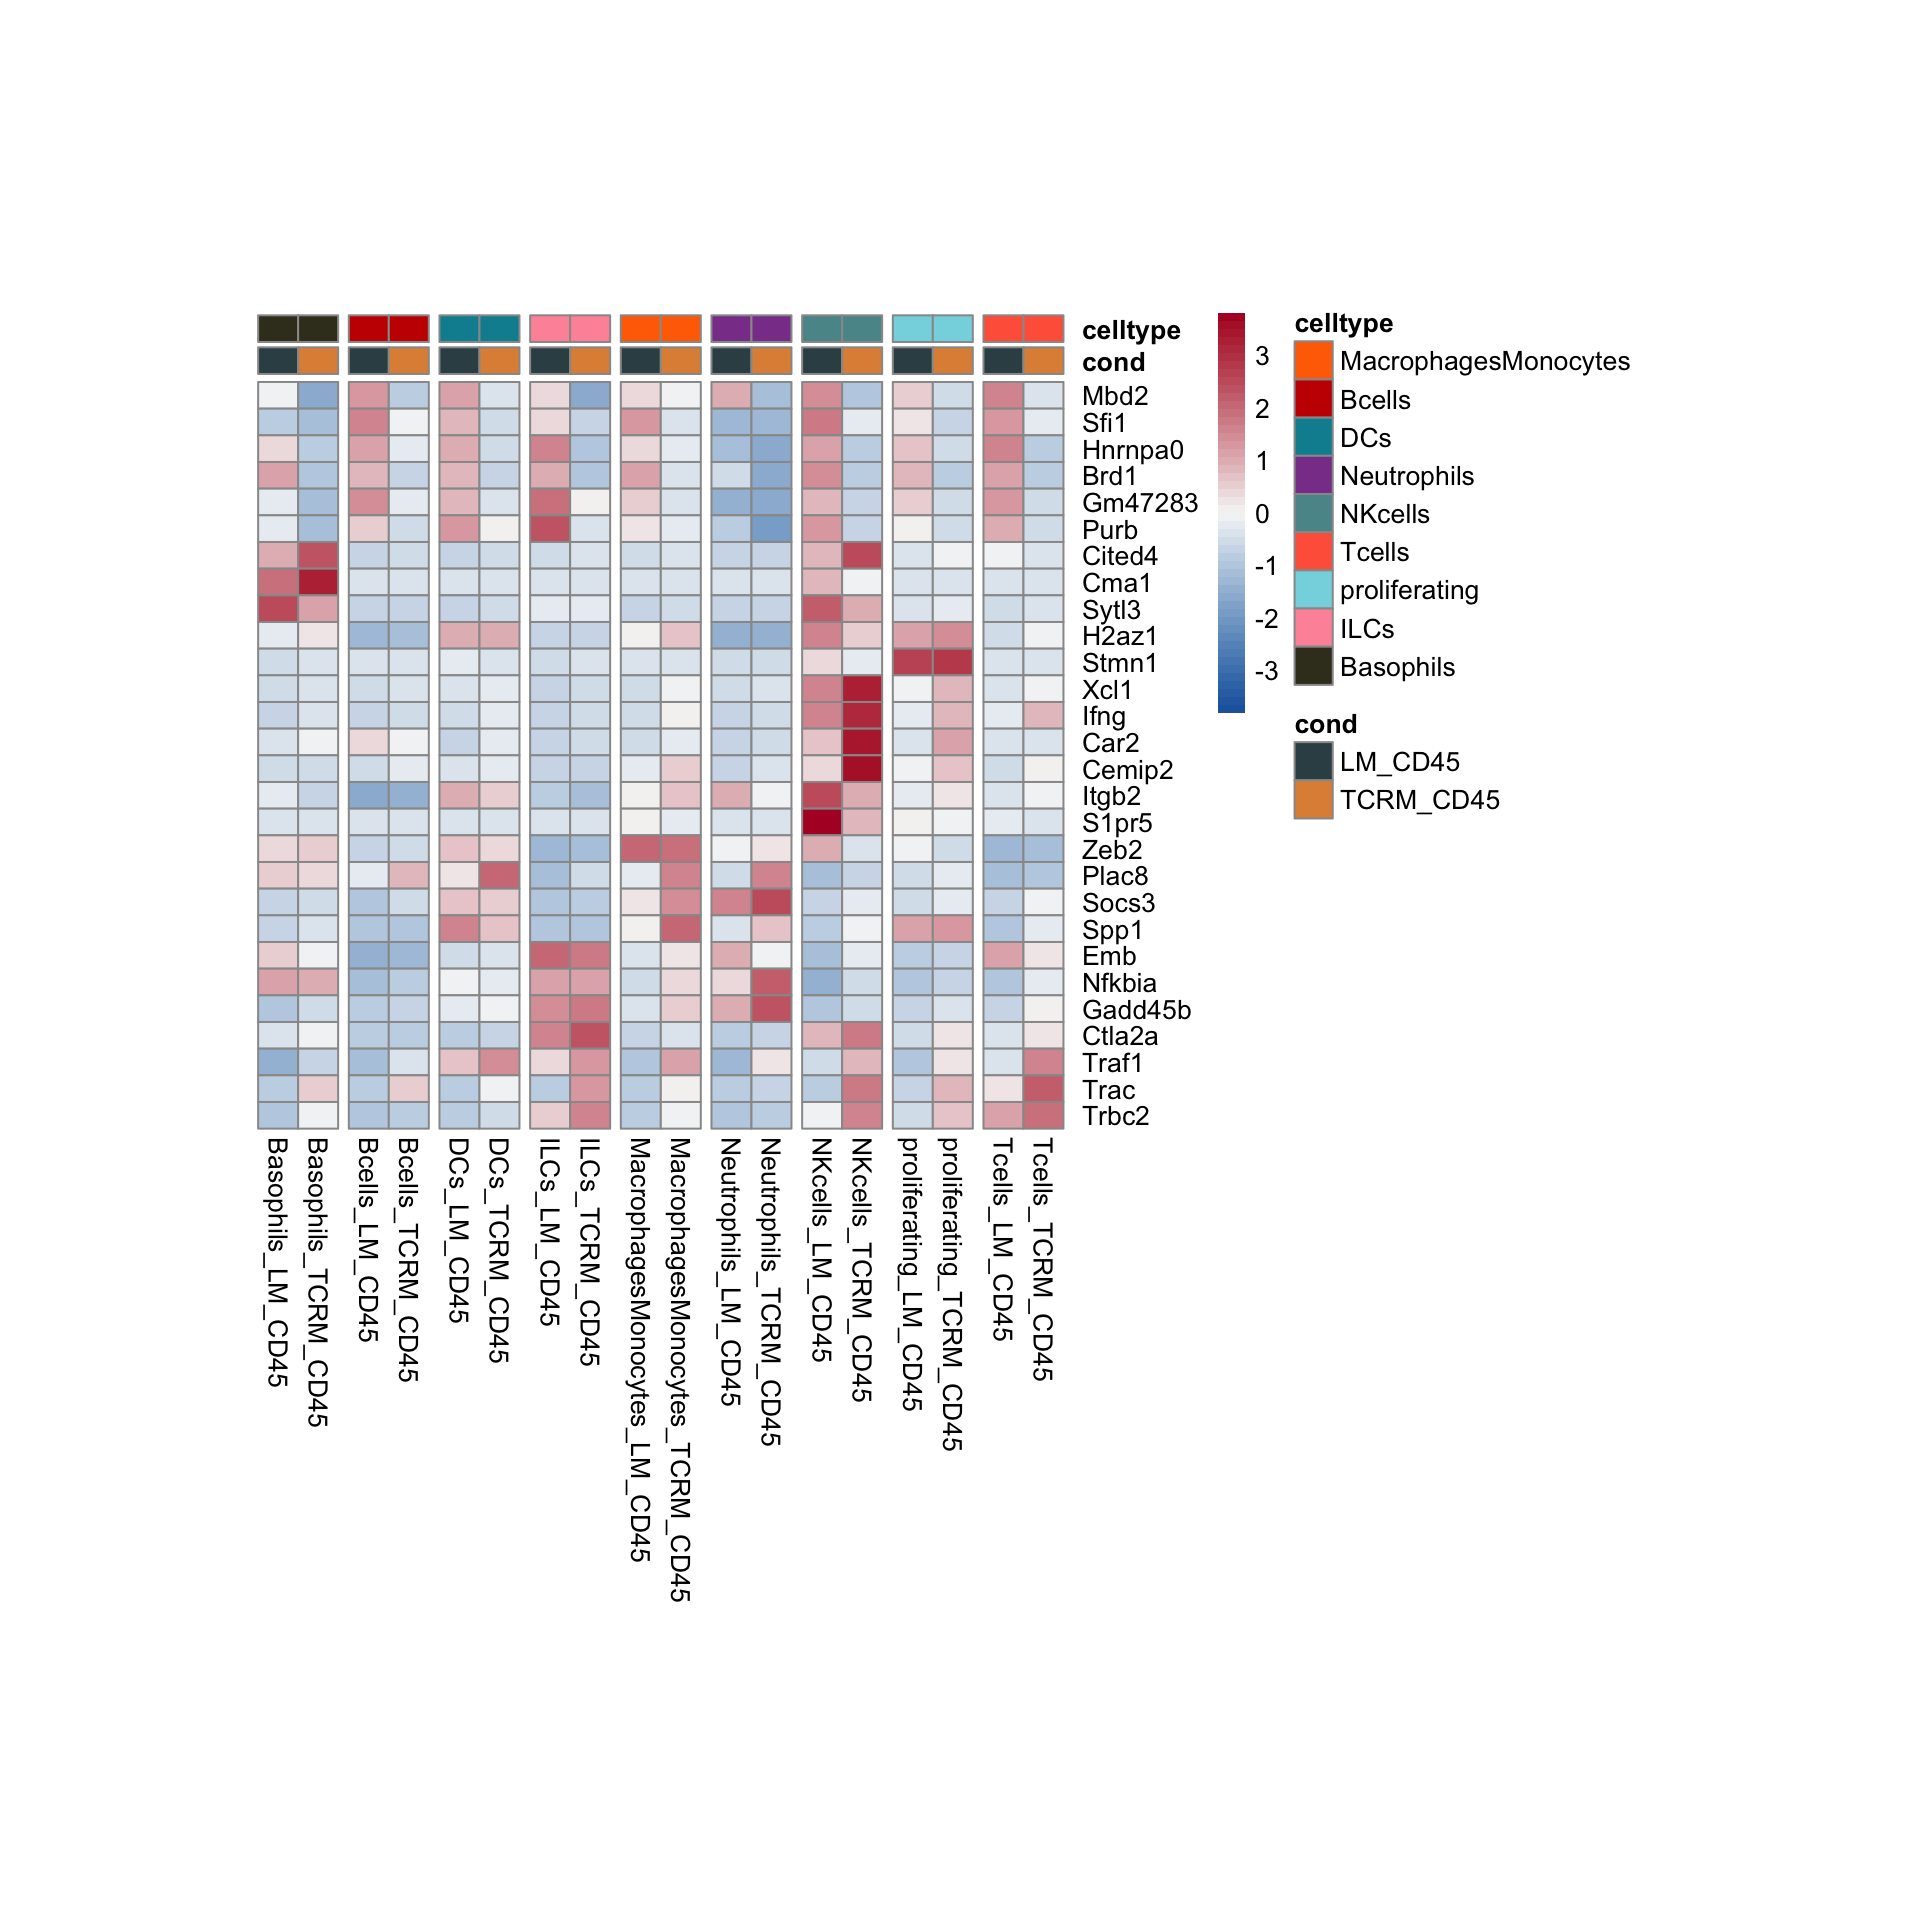 celltype
cond
Mbd2
Sfi1
Hnrnpa0
Brd1
Gm47283
Purb
Cited4
Cma1
Sytl3
H2az1
Stmn1
Xcl1
Ifng
Car2
Cemip2
Itgb2
S1pr5
Zeb2
Plac8
Socs3
Spp1
Emb
Nfkbia
Gadd45b
Ctla2a
Traf1
Trac
Trbc2
Basophils_LM_CD45
Basophils_TCRM_CD45
Bcells_LM_CD45
Bcells_TCRM_CD45
DCs_LM_CD45
DCs_TCRM_CD45
ILCs_LM_CD45
ILCs_TCRM_CD45
MacrophagesMonocytes_LM_CD45
MacrophagesMonocytes_TCRM_CD45
Neutrophils_LM_CD45
Neutrophils_TCRM_CD45
NKcells_LM_CD45
NKcells_TCRM_CD45
proliferating_LM_CD45
proliferating_TCRM_CD45
Tcells_LM_CD45
Tcells_TCRM_CD45
3
2
1
0
-1
-2
-3
celltype
MacrophagesMonocytes
Bcells
DCs
Neutrophils
NKcells
Tcells
proliferating
ILCs
Basophils
cond
LM_CD45
TCRM_CD45